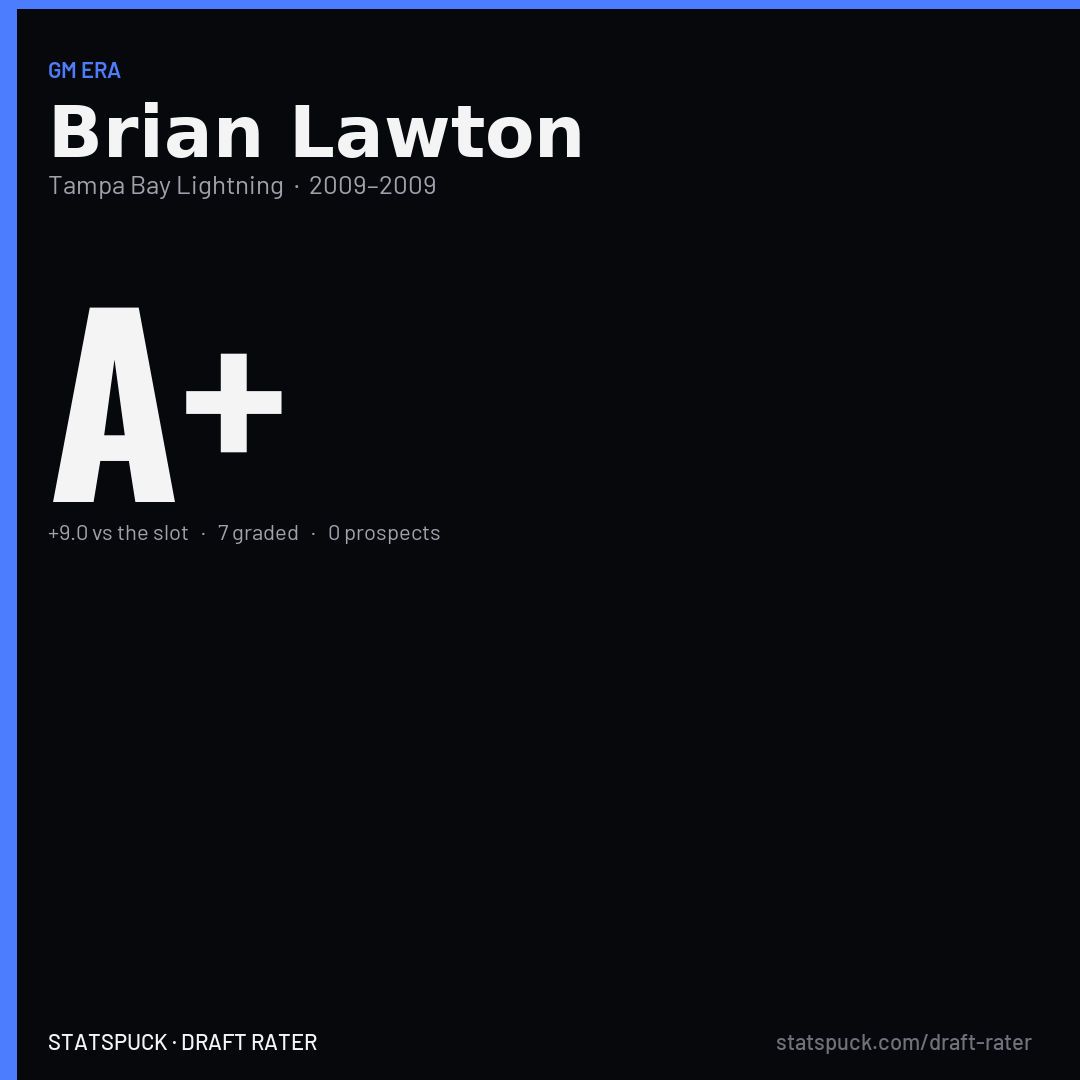 GM ERA
Brian Lawton
Tampa Bay Lightning · 2009–2009
A+
+9.0 vs the slot · 7 graded · 0 prospects
STATSPUCK · DRAFT RATER
statspuck.com/draft-rater